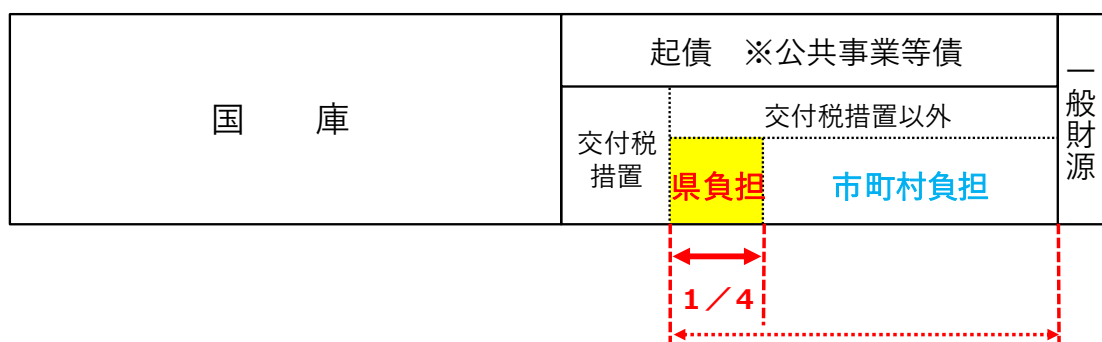 国　　庫
起債　※公共事業等債
交付税
措置
交付税措置以外
県負担
市町村負担
一般財源
１／４